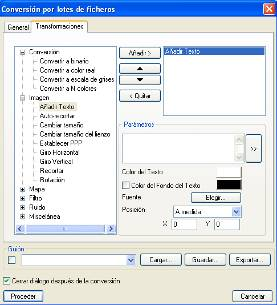 Conversión por lotes de ficheros
General
Transformaciones
Conversión
Convertir a binario
Convertir a color real
Convertir a escala de grises
Convertir a N colores
Imagen
Añadir Texto
Auto-recortar
Cambiar tamaño
Cambiar tamaño del lienzo
Establecer PPP
Giro Horizontal
Giro Vertical
Recortar
Rotación
Mapa
Filtro
Ruido
Miscelánea
Añadir >
< Quitar
Añadir Texto
Parámetros
>>
Color del Texto
Color del Fondo del Texto
Fuente
Elegir...
Posición
A medida
X 0 Y 0
Guión
Cargar...
Guardar...
Exportar...
Cerrar diálogo después de la conversión
Proceder
Cancelar